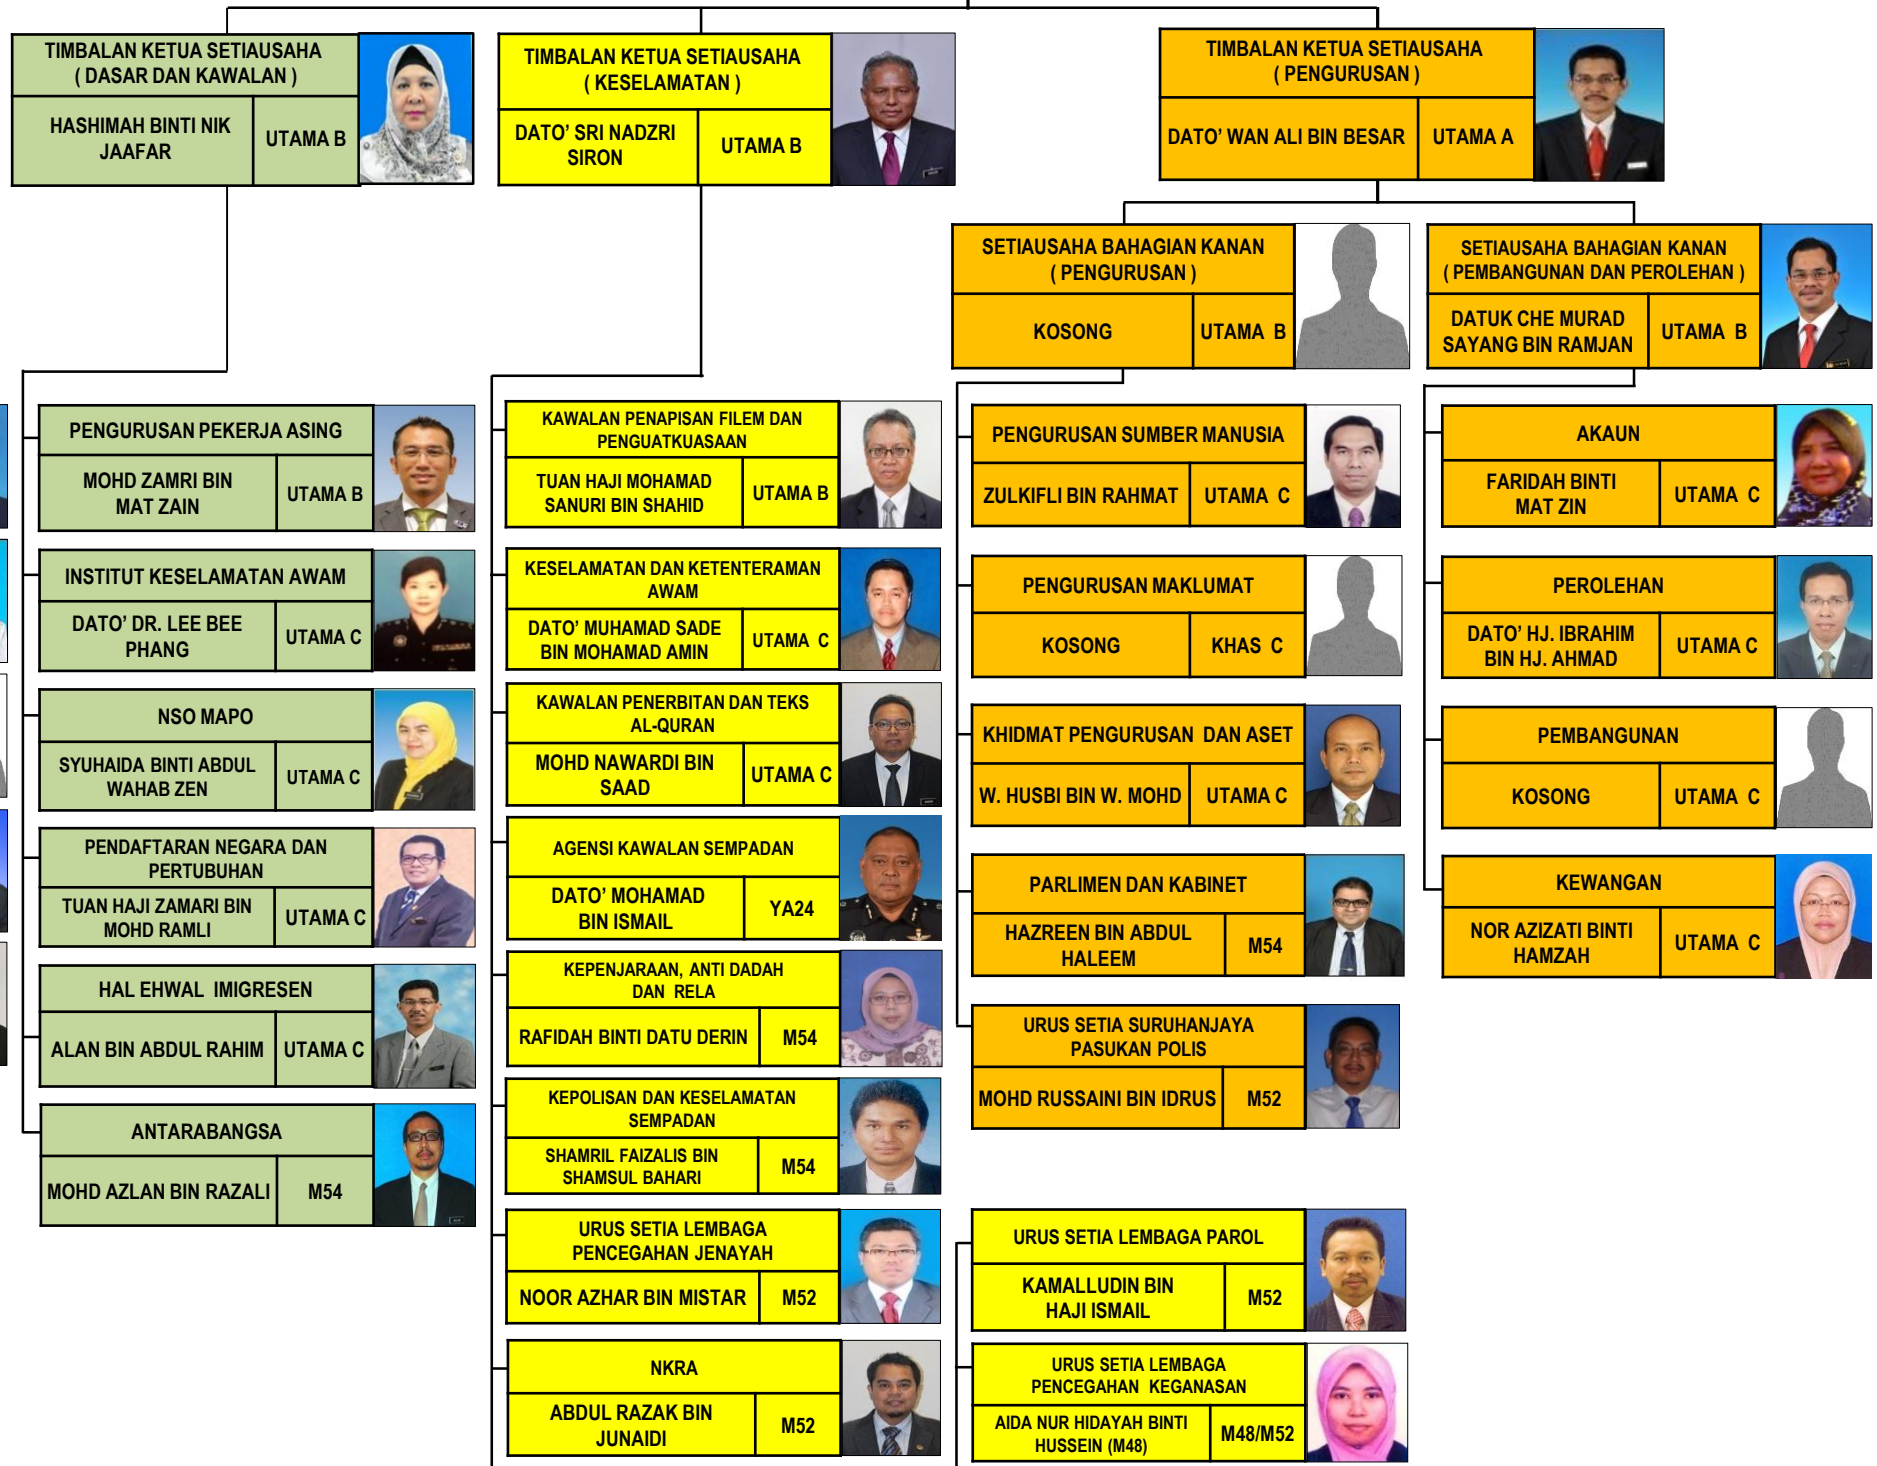 TIMBALAN KETUA SETIAUSAHA
( DASAR DAN KAWALAN )
HASHIMAH BINTI NIK
JAAFAR
UTAMA B
TIMBALAN KETUA SETIAUSAHA
( KESELAMATAN )
DATO' SRI NADZRI
SIRON
UTAMA B
TIMBALAN KETUA SETIAUSAHA
( PENGURUSAN )
DATO' WAN ALI BIN BESAR
UTAMA A
SETIAUSAHA BAHAGIAN KANAN
( PENGURUSAN )
KOSONG
UTAMA B
SETIAUSAHA BAHAGIAN KANAN
( PEMBANGUNAN DAN PEROLEHAN )
DATUK CHE MURAD
SAYANG BIN RAMJAN
UTAMA B
PENGURUSAN PEKERJA ASING
MOHD ZAMRI BIN
MAT ZAIN
UTAMA B
INSTITUT KESELAMATAN AWAM
DATO' DR. LEE BEE
PHANG
UTAMA C
NSO MAPO
SYUHAIDA BINTI ABDUL
WAHAB ZEN
UTAMA C
PENDAFTARAN NEGARA DAN
PERTUBUHAN
TUAN HAJI ZAMARI BIN
MOHD RAMLI
UTAMA C
HAL EHWAL IMIGRESEN
ALAN BIN ABDUL RAHIM
UTAMA C
ANTARABANGSA
MOHD AZLAN BIN RAZALI
M54
KAWALAN PENAPISAN FILEM DAN
PENGUATKUASAAN
TUAN HAJI MOHAMAD
SANURI BIN SHAHID
UTAMA B
KESELAMATAN DAN KETENTERAMAN
AWAM
DATO' MUHAMAD SADE
BIN MOHAMAD AMIN
UTAMA C
KAWALAN PENERBITAN DAN TEKS
AL-QURAN
MOHD NAWARDI BIN
SAAD
UTAMA C
AGENSI KAWALAN SEMPADAN
DATO' MOHAMAD
BIN ISMAIL
YA24
KEPENJARAAN, ANTI DADAH
DAN RELA
RAFIDAH BINTI DATU DERIN
M54
KEPOLISAN DAN KESELAMATAN
SEMPADAN
SHAMRIL FAIZALIS BIN
SHAMSUL BAHARI
M54
URUS SETIA LEMBAGA
PENCEGAHAN JENAYAH
NOOR AZHAR BIN MISTAR
M52
NKRA
ABDUL RAZAK BIN
JUNAIDI
M52
PENGURUSAN SUMBER MANUSIA
ZULKIFLI BIN RAHMAT
UTAMA C
PENGURUSAN MAKLUMAT
KOSONG
KHAS C
KHIDMAT PENGURUSAN DAN ASET
W. HUSBI BIN W. MOHD
UTAMA C
PARLIMEN DAN KABINET
HAZREEN BIN ABDUL
HALEEM
M54
URUS SETIA SURUHANJAYA
PASUKAN POLIS
MOHD RUSSAINI BIN IDRUS
M52
URUS SETIA LEMBAGA PAROL
KAMALLUDIN BIN
HAJI ISMAIL
M52
URUS SETIA LEMBAGA
PENCEGAHAN KEGANASAN
AIDA NUR HIDAYAH BINTI
HUSSEIN (M48)
M48/M52
AKAUN
FARIDAH BINTI
MAT ZIN
UTAMA C
PEROLEHAN
DATO' HJ. IBRAHIM
BIN HJ. AHMAD
UTAMA C
PEMBANGUNAN
KOSONG
UTAMA C
KEWANGAN
NOR AZIZATI BINTI
HAMZAH
UTAMA C